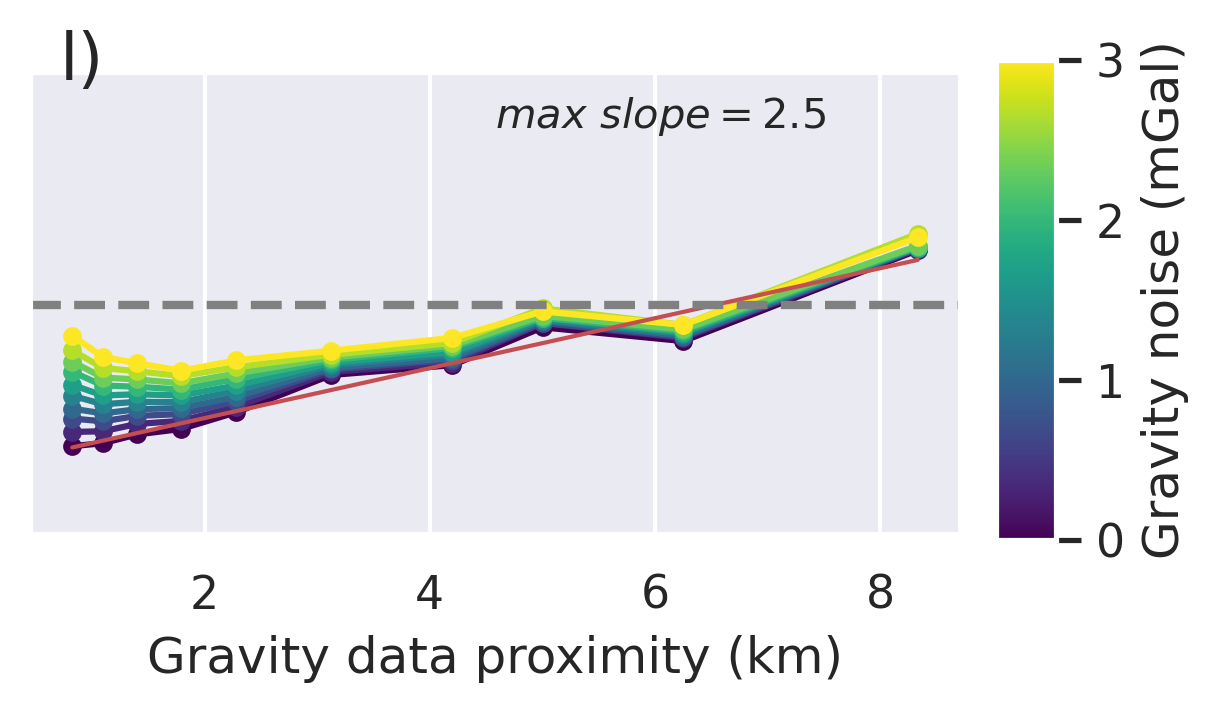 l)
max slope = 2.5
3
2
1
0
Gravity noise (mGal)
2 4 6 8
Gravity data proximity (km)